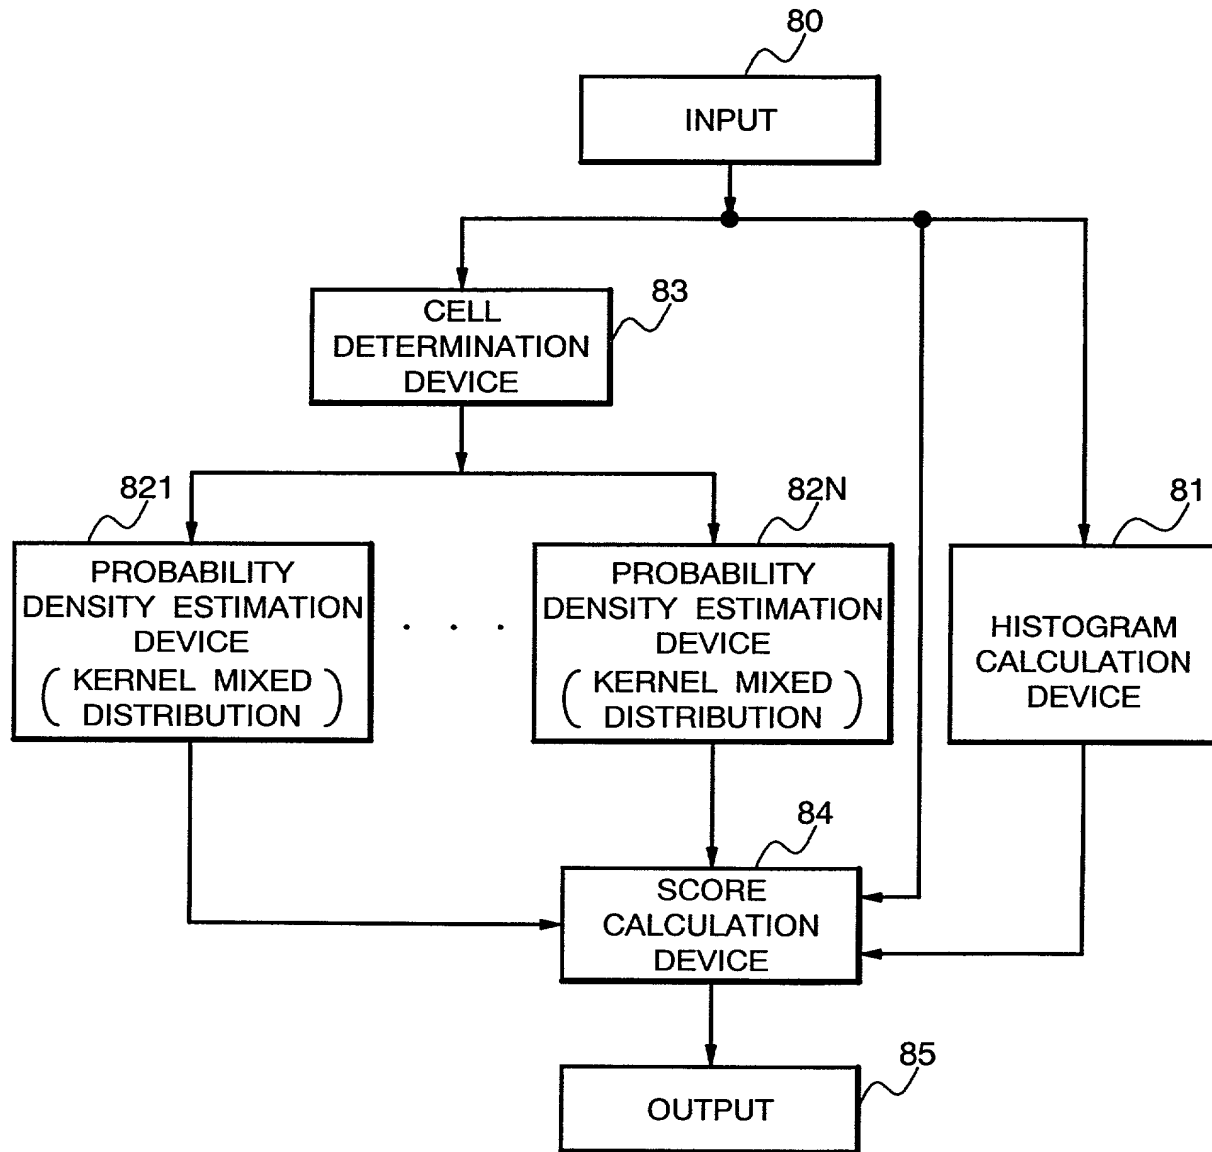 80
INPUT
83
CELL
DETERMINATION
DEVICE
821
PROBABILITY
DENSITY ESTIMATION
DEVICE
( KERNEL MIXED
DISTRIBUTION )
. . .
82N
PROBABILITY
DENSITY ESTIMATION
DEVICE
( KERNEL MIXED
DISTRIBUTION )
81
HISTOGRAM
CALCULATION
DEVICE
84
SCORE
CALCULATION
DEVICE
85
OUTPUT